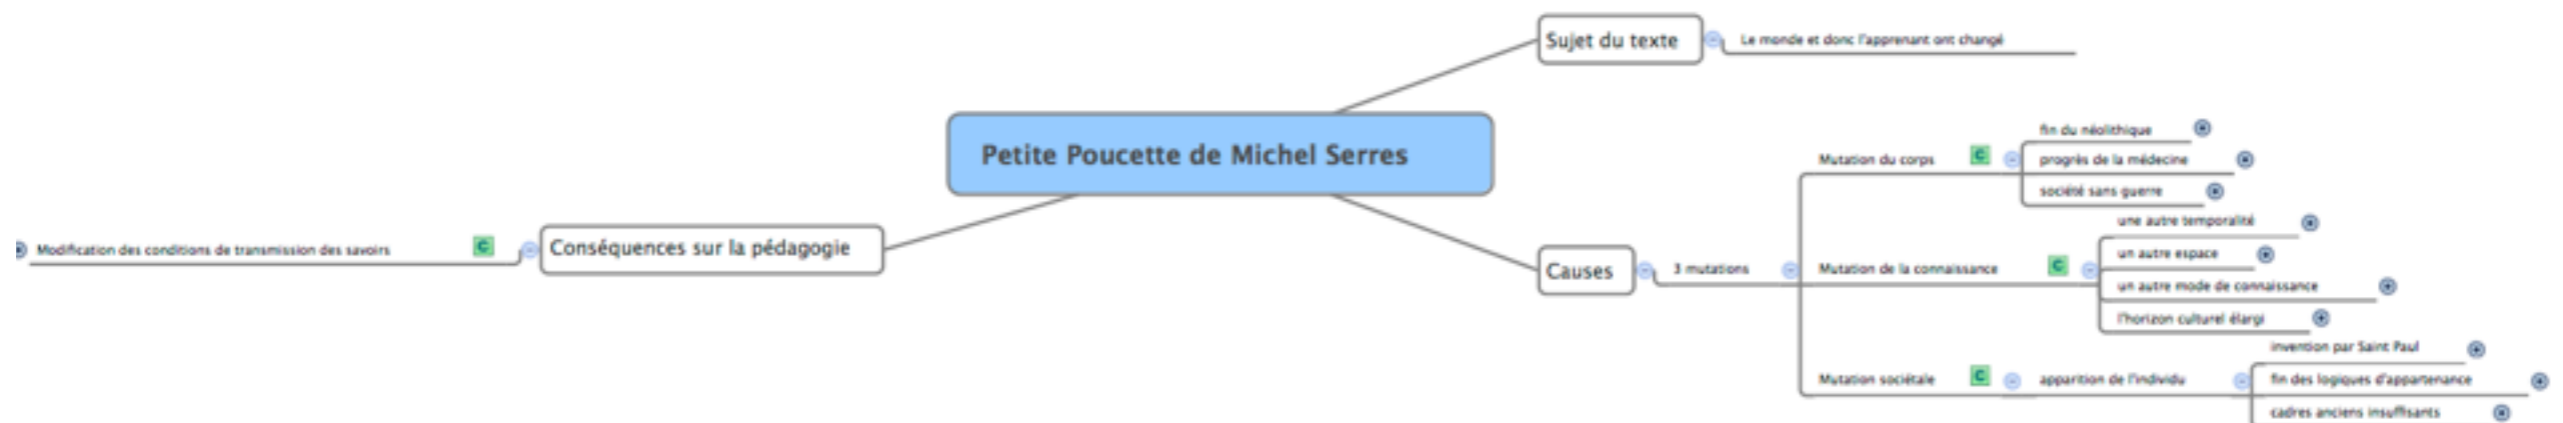 Sujet du texte
Le monde et donc l'apprenant ont changé
Petite Poucette de Michel Serres
Conséquences sur la pédagogie
C
Modification des conditions de transmission des savoirs
Causes
3 mutations
Mutation du corps
C
fin du néolithique
progrès de la médecine
société sans guerre
Mutation de la connaissance
C
une autre temporalité
un autre espace
un autre mode de connaissance
l'horizon culturel élargi
Mutation sociétale
C
apparition de l'individu
invention par Saint Paul
fin des logiques d'appartenance
cadres anciens insuffisants